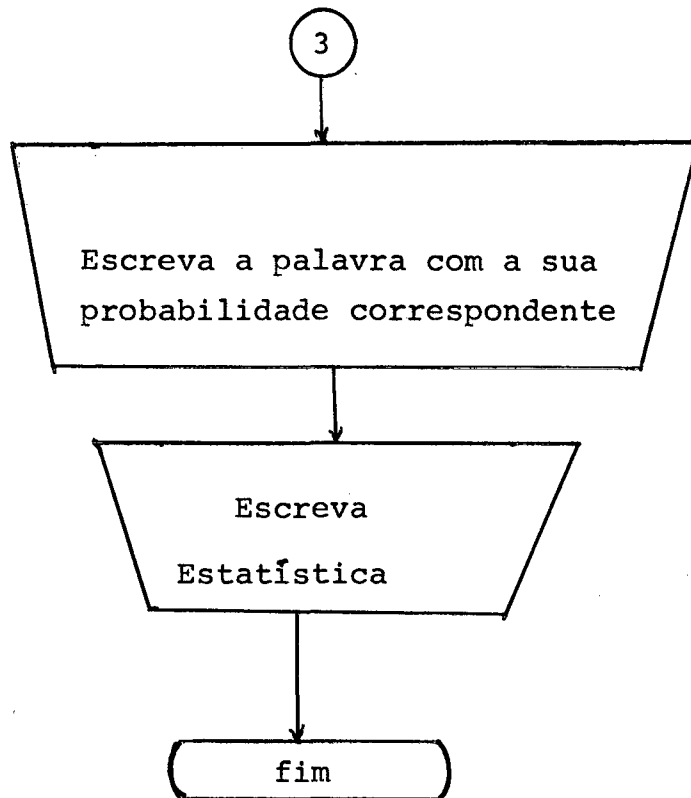 3
Escreva a palavra com a sua
probabilidade correspondente
Escreva
Estatística
fim